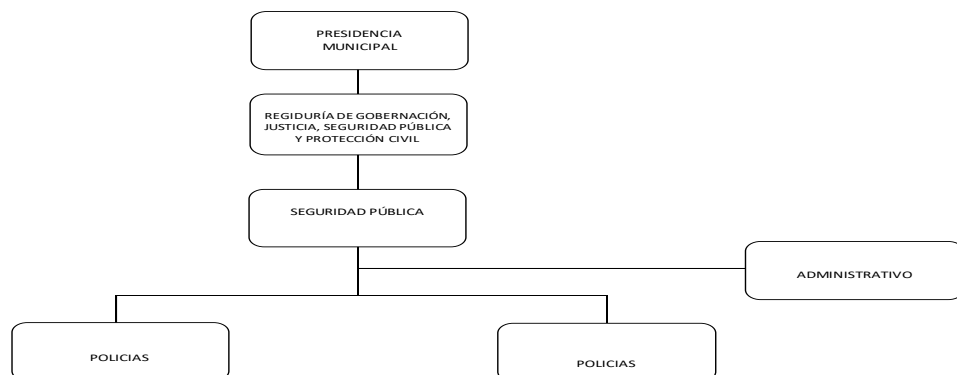 PRESIDENCIA
MUNICIPAL
REGIDURÍA DE GOBERNACIÓN,
JUSTICIA, SEGURIDAD PÚBLICA
Y PROTECCIÓN CIVIL
SEGURIDAD PÚBLICA
ADMINISTRATIVO
POLICIAS
POLICIAS